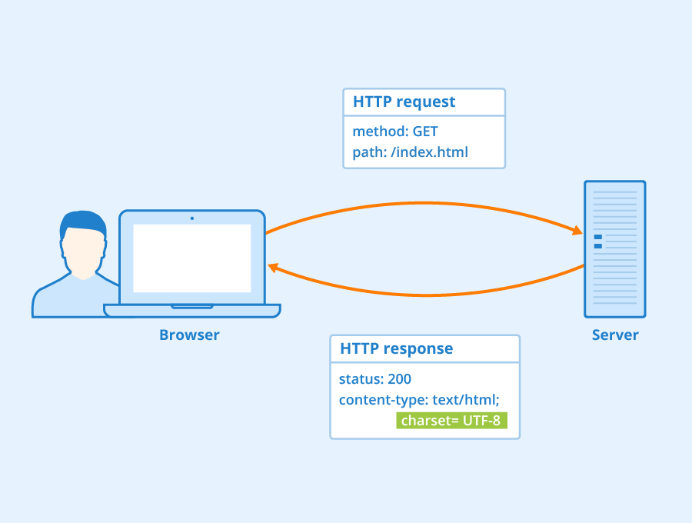 HTTP request
method: GET
path: /index.html
Browser
Server
HTTP response
status: 200
content-type: text/html;
charset= UTF-8